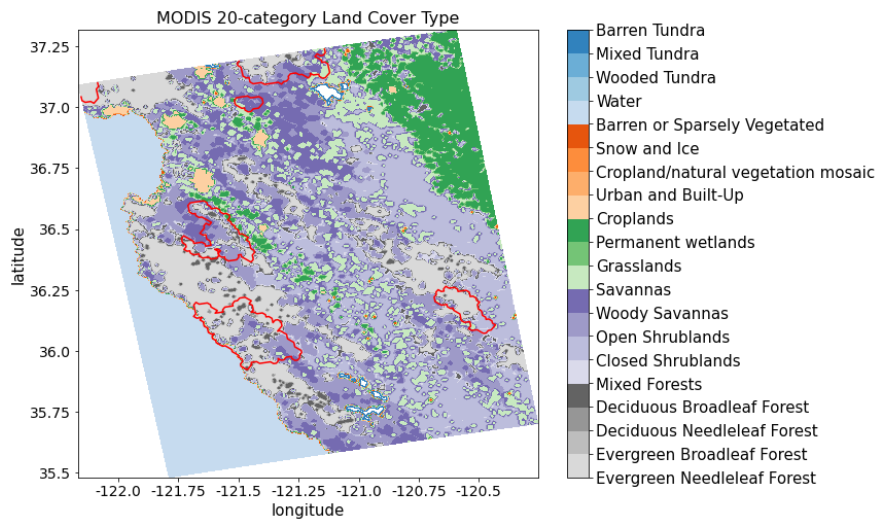 MODIS 20-category Land Cover Type
37.25
37.0
36.75
36.5
36.25
36.0
35.75
35.5
latitude
-122.0 -121.75 -121.5 -121.25 -121.0 -120.75 -120.5
longitude
Barren Tundra
Mixed Tundra
Wooded Tundra
Water
Barren or Sparsely Vegetated
Snow and Ice
Cropland/natural vegetation mosaic
Urban and Built-Up
Croplands
Permanent wetlands
Grasslands
Savannas
Woody Savannas
Open Shrublands
Closed Shrublands
Mixed Forests
Deciduous Broadleaf Forest
Deciduous Needleleaf Forest
Evergreen Broadleaf Forest
Evergreen Needleleaf Forest